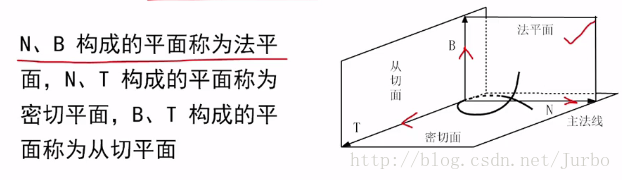 N、B 构成的平面称为法平
面，N、T 构成的平面称为
密切平面，B、T 构成的平
面称为从切平面
法平面
B
从
切
面
N
主法线
T
密切面
http://blog.csdn.net/Jurbo